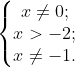 x ≠ 0;
x > -2;
x ≠ -1.